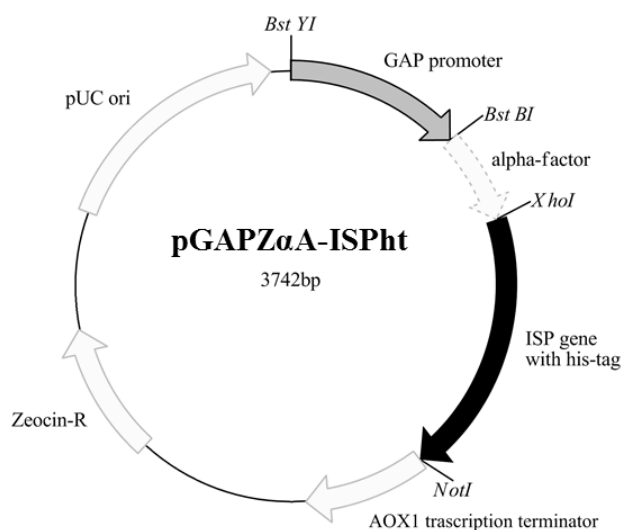 Bst YI
GAP promoter
pUC ori
Bst BI
alpha-factor
XhoI
pGAPZαA-ISPht
3742bp
ISP gene
with his-tag
Zeocin-R
NotI
AOX1 trascription terminator